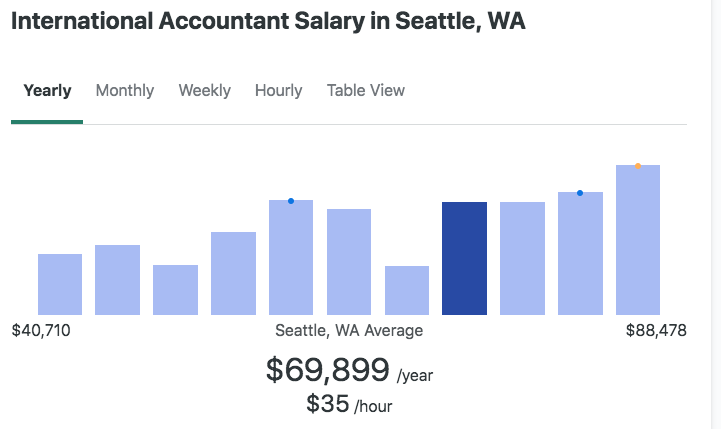 International Accountant Salary in Seattle, WA
Yearly Monthly Weekly Hourly Table View
$40,710 Seattle, WA Average $88,478
$69,899 /year
$35 /hour